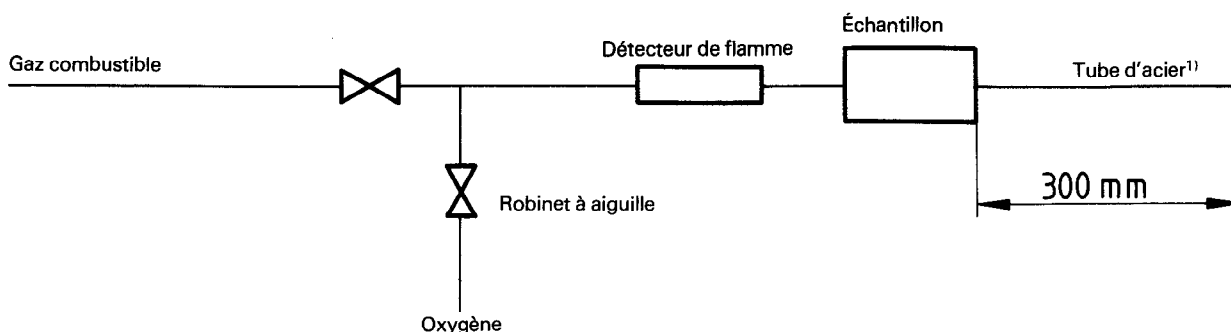 Échantillon
Détecteur de flamme
Gaz combustible
Tube d'acier1)
300 mm
Robinet à aiguille
Oxygène